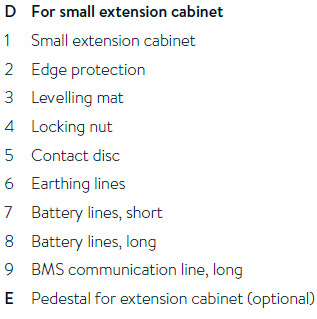 D For small extension cabinet
1 Small extension cabinet
2 Edge protection
3 Levelling mat
4 Locking nut
5 Contact disc
6 Earthing lines
7 Battery lines, short
8 Battery lines, long
9 BMS communication line, long
E Pedestal for extension cabinet (optional)